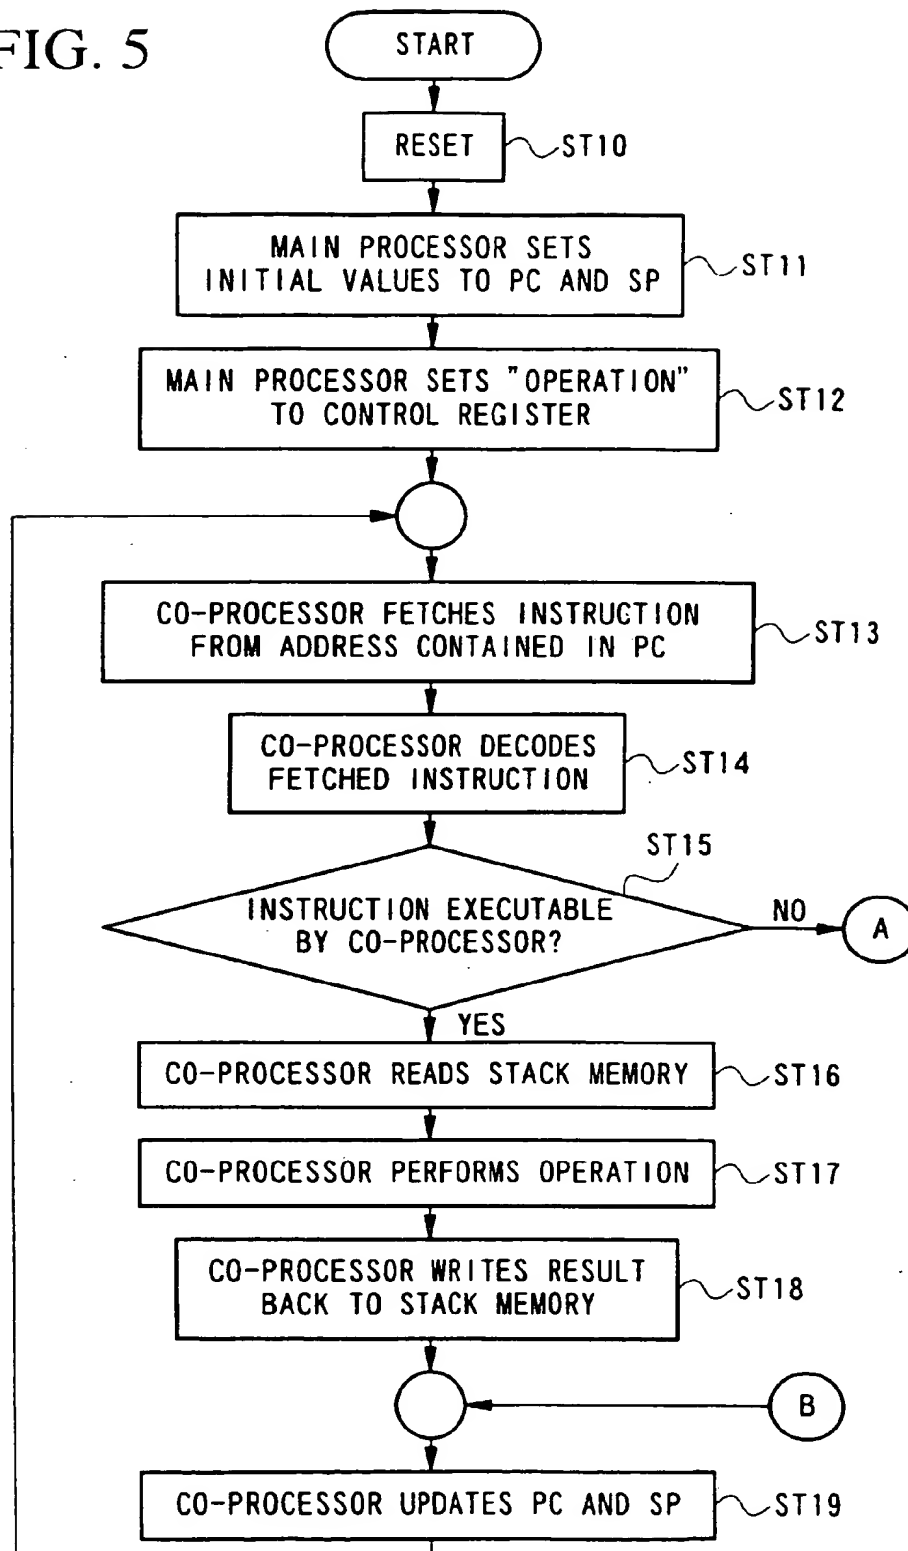 FIG. 5
START
RESET
ST10
MAIN PROCESSOR SETS
INITIAL VALUES TO PC AND SP
ST11
MAIN PROCESSOR SETS "OPERATION"
TO CONTROL REGISTER
ST12
CO-PROCESSOR FETCHES INSTRUCTION
FROM ADDRESS CONTAINED IN PC
ST13
CO-PROCESSOR DECODES
FETCHED INSTRUCTION
ST14
ST15
INSTRUCTION EXECUTABLE
BY CO-PROCESSOR?
NO
A
YES
CO-PROCESSOR READS STACK MEMORY
ST16
CO-PROCESSOR PERFORMS OPERATION
ST17
CO-PROCESSOR WRITES RESULT
BACK TO STACK MEMORY
ST18
B
CO-PROCESSOR UPDATES PC AND SP
ST19